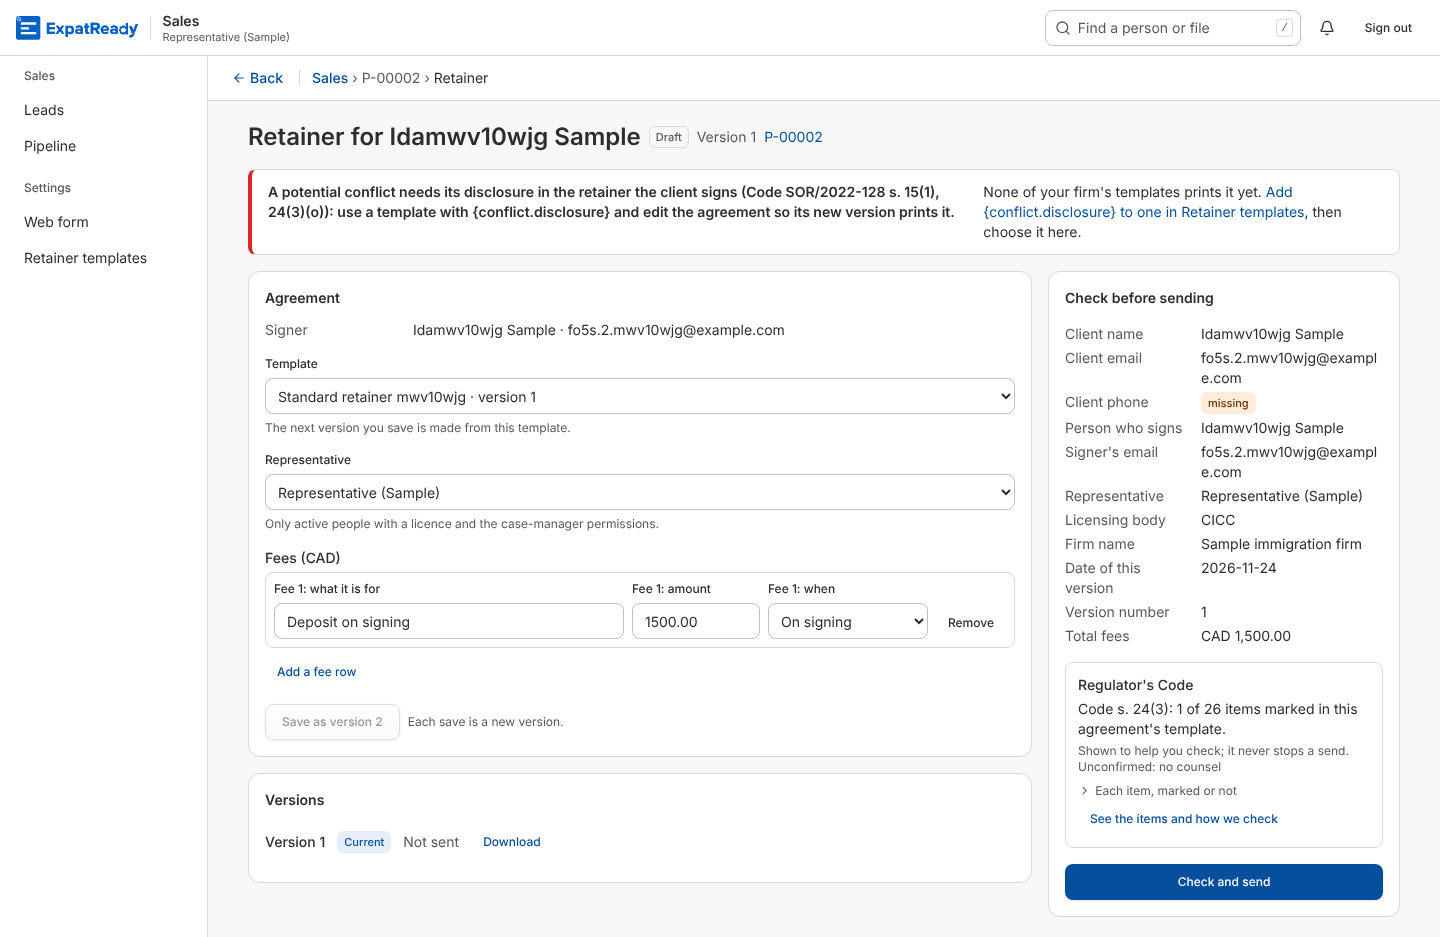 ExpatReady
Sales
Representative (Sample)
Find a person or file
/
Sign out
Sales
Leads
Pipeline
Settings
Web form
Retainer templates
← Back
Sales › P-00002 › Retainer
Retainer for Idamwv10wjg Sample Draft Version 1 P-00002
A potential conflict needs its disclosure in the retainer the client signs (Code SOR/2022-128 s. 15(1),
24(3)(o)): use a template with {conflict.disclosure} and edit the agreement so its new version prints it.
None of your firm's templates prints it yet. Add
{conflict.disclosure} to one in Retainer templates, then
choose it here.
Agreement
Signer Idamwv10wjg Sample · fo5s.2.mwv10wjg@example.com
Template
Standard retainer mwv10wjg · version 1
The next version you save is made from this template.
Representative
Representative (Sample)
Only active people with a licence and the case-manager permissions.
Fees (CAD)
Fee 1: what it is for Fee 1: amount Fee 1: when
Deposit on signing 1500.00 On signing Remove
Add a fee row
Save as version 2 Each save is a new version.
Versions
Version 1 Current Not sent Download
Check before sending
Client name Idamwv10wjg Sample
Client email fo5s.2.mwv10wjg@exampl
e.com
Client phone missing
Person who signs Idamwv10wjg Sample
Signer's email fo5s.2.mwv10wjg@exampl
e.com
Representative Representative (Sample)
Licensing body CICC
Firm name Sample immigration firm
Date of this 2026-11-24
version
Version number 1
Total fees CAD 1,500.00
Regulator's Code
Code s. 24(3): 1 of 26 items marked in this
agreement's template.
Shown to help you check; it never stops a send.
Unconfirmed: no counsel
Each item, marked or not
See the items and how we check
Check and send